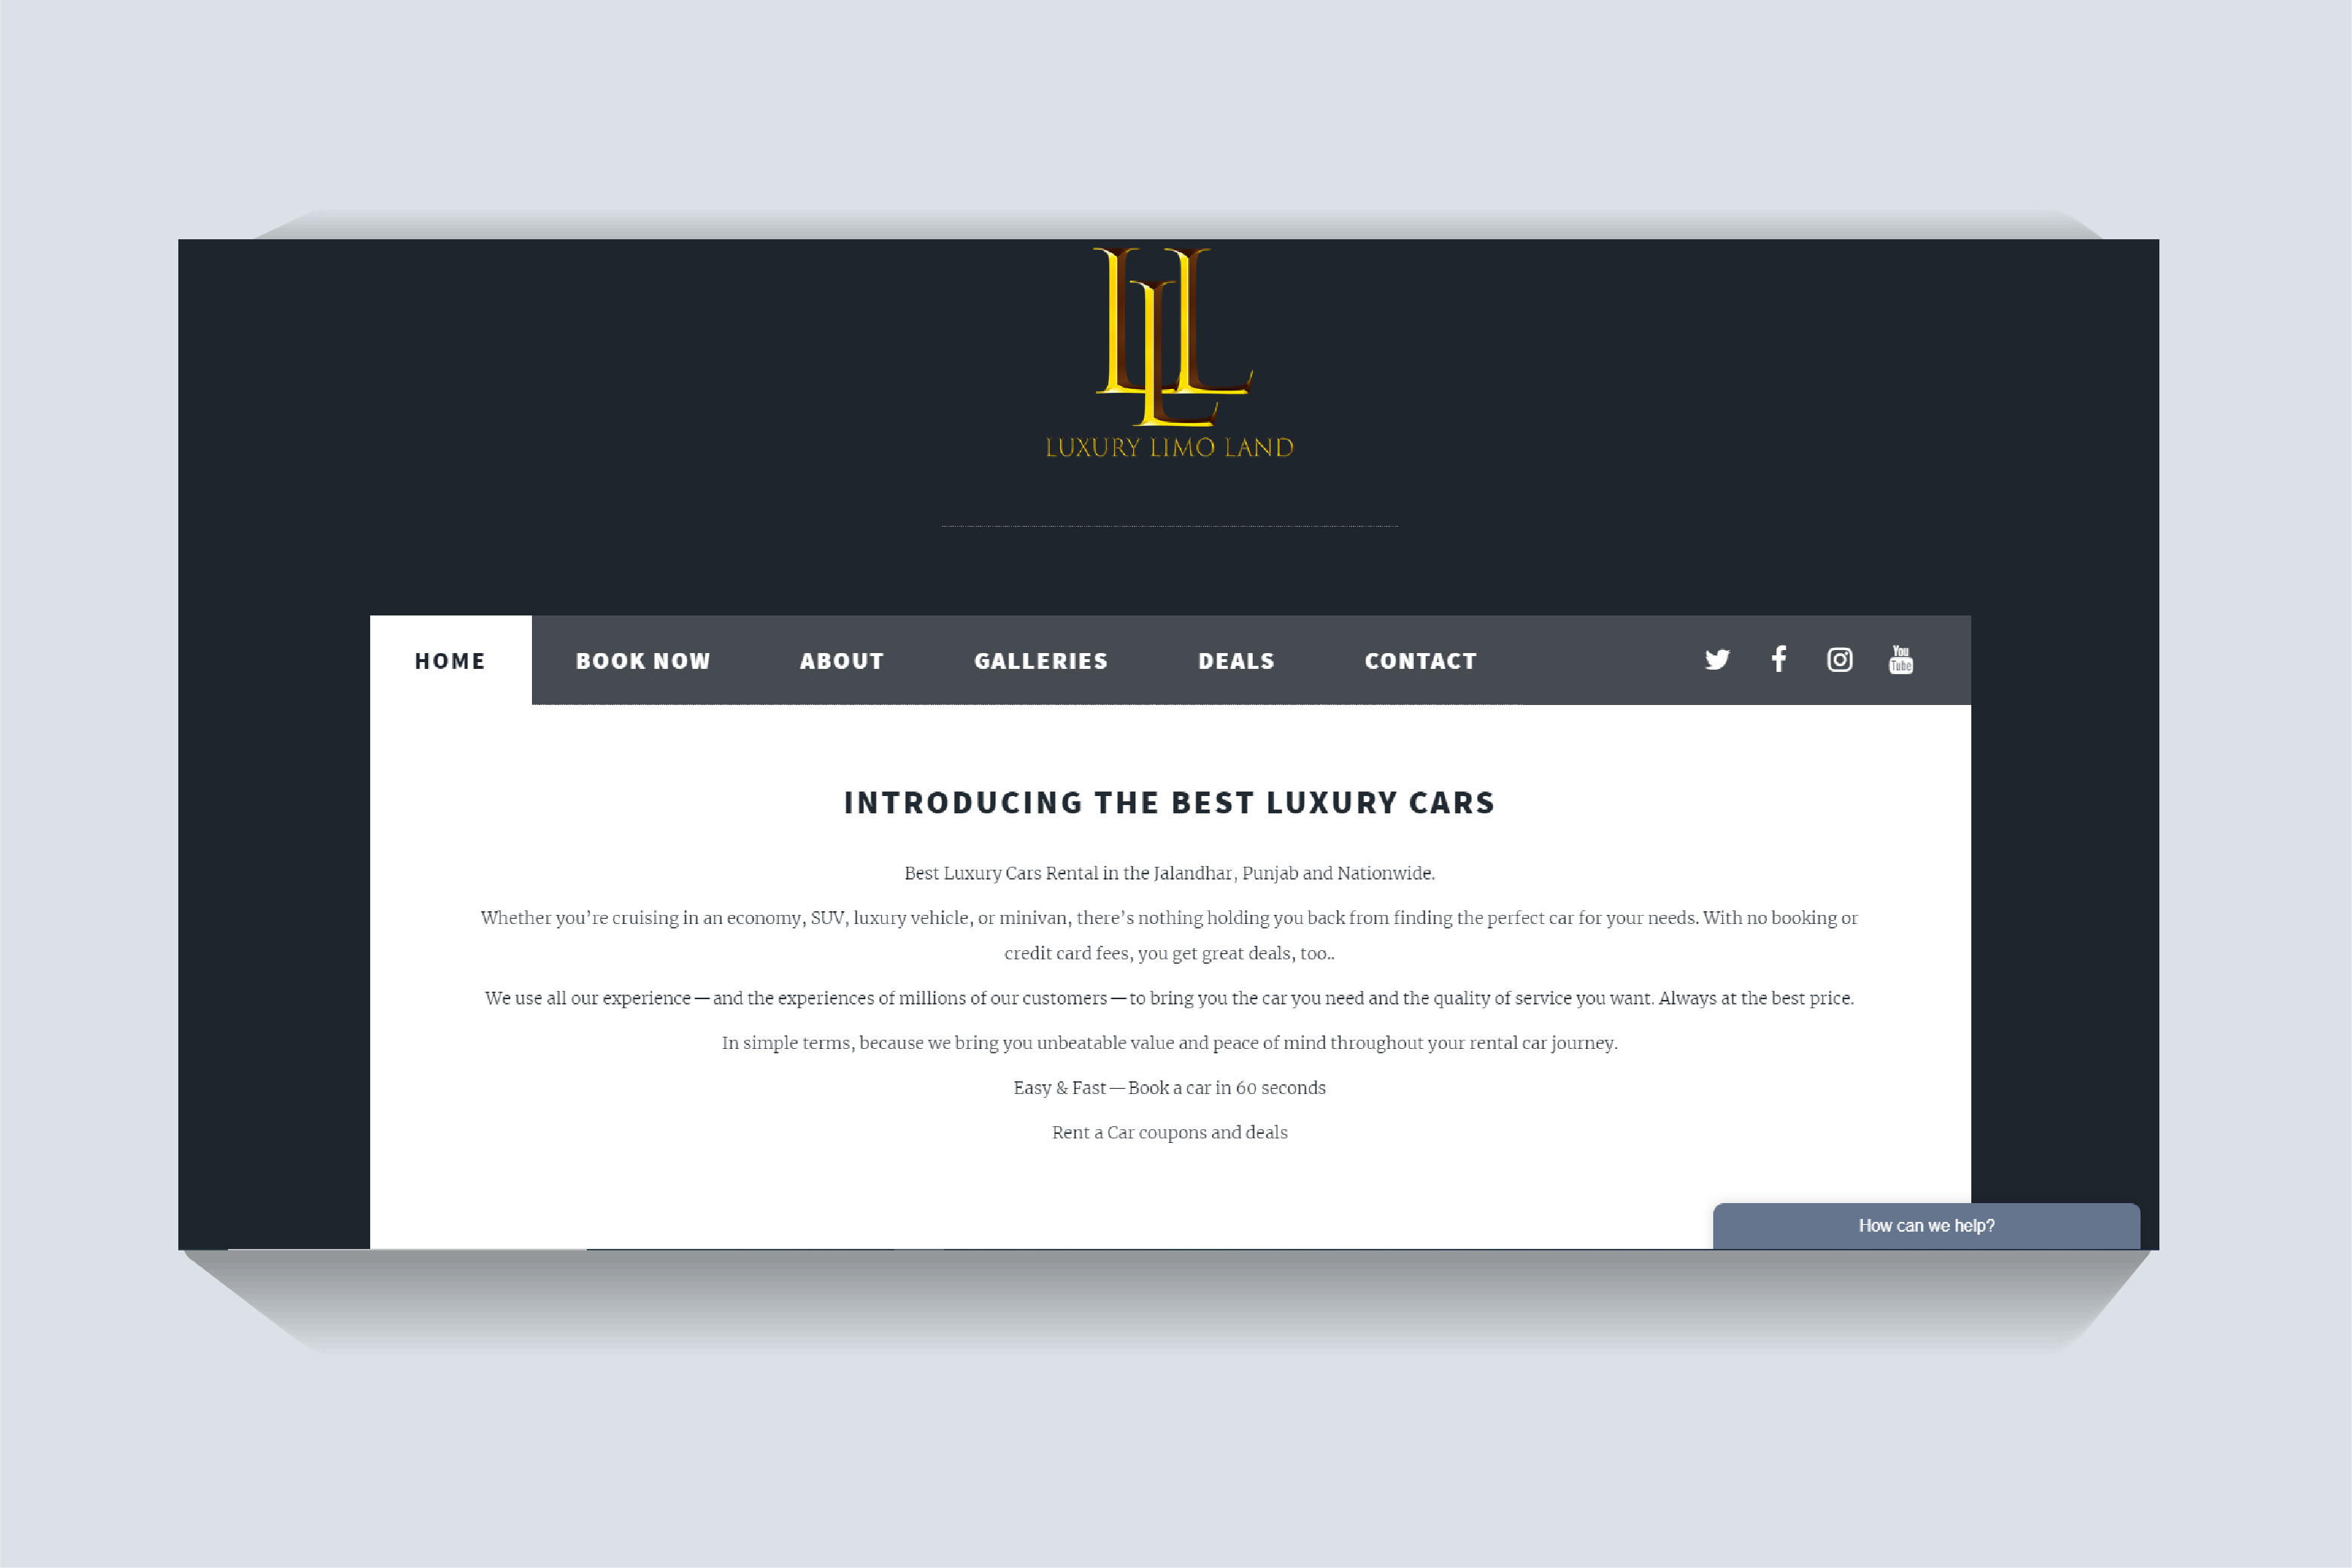 LLL
LUXURY LIMO LAND
HOME BOOK NOW ABOUT GALLERIES DEALS CONTACT You Tube
INTRODUCING THE BEST LUXURY CARS
Best Luxury Cars Rental in the Jalandhar, Punjab and Nationwide.
Whether you’re cruising in an economy, SUV, luxury vehicle, or minivan, there’s nothing holding you back from finding the perfect car for your needs. With no booking or
credit card fees, you get great deals, too..
We use all our experience — and the experiences of millions of our customers — to bring you the car you need and the quality of service you want. Always at the best price.
In simple terms, because we bring you unbeatable value and peace of mind throughout your rental car journey.
Easy & Fast — Book a car in 60 seconds
Rent a Car coupons and deals
How can we help?